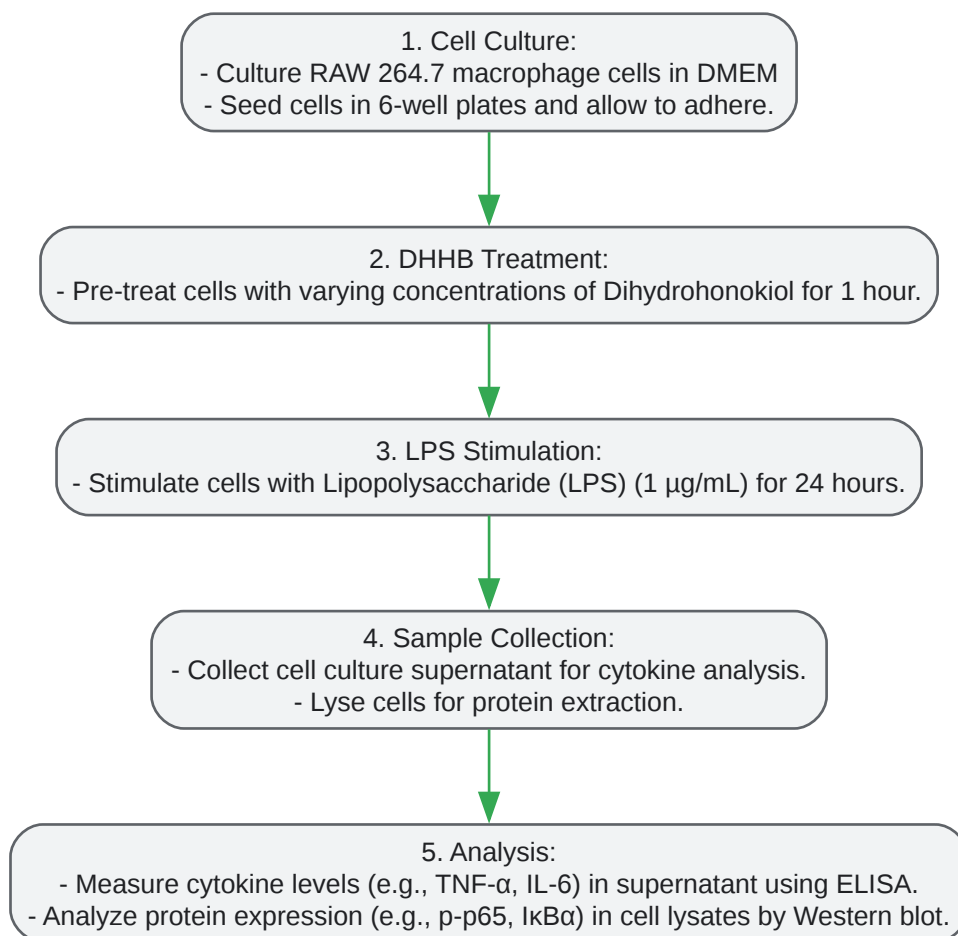 1. Cell Culture:
- Culture RAW 264.7 macrophage cells in DMEM
- Seed cells in 6-well plates and allow to adhere.
2. DHHB Treatment:
- Pre-treat cells with varying concentrations of Dihydrohonokiol for 1 hour.
3. LPS Stimulation:
- Stimulate cells with Lipopolysaccharide (LPS) (1 µg/mL) for 24 hours.
4. Sample Collection:
- Collect cell culture supernatant for cytokine analysis.
- Lyse cells for protein extraction.
5. Analysis:
- Measure cytokine levels (e.g., TNF-α, IL-6) in supernatant using ELISA.
- Analyze protein expression (e.g., p-p65, IκBα) in cell lysates by Western blot.